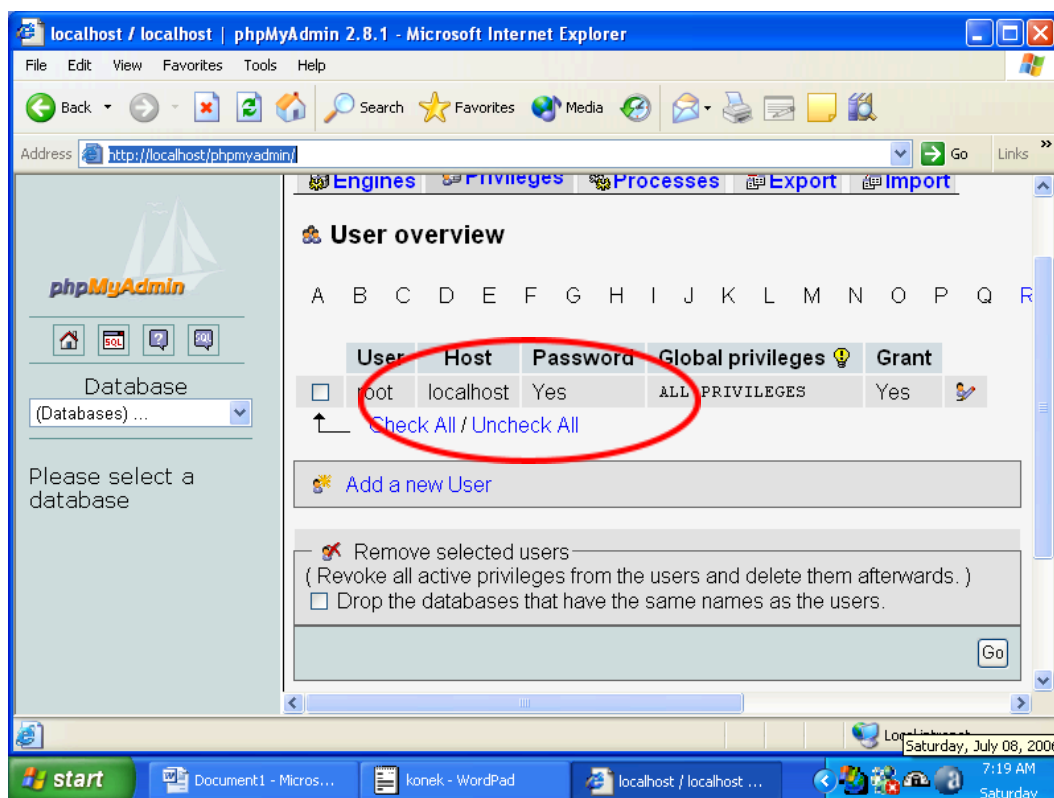 localhost / localhost | phpMyAdmin 2.8.1 - Microsoft Internet Explorer
File Edit View Favorites Tools Help
Back Search Favorites Media
Address http://localhost/phpmyadmin/ Go Links »
Engines Privileges Processes Export Import
User overview
phpMyAdmin
A B C D E F G H I J K L M N O P Q R
SQL SQL
User Host Password Global privileges Grant
root localhost Yes ALL PRIVILEGES Yes
Database
(Databases) ...
Check All / Uncheck All
Please select a
database
Add a new User
Remove selected users
( Revoke all active privileges from the users and delete them afterwards. )
Drop the databases that have the same names as the users.
Go
Local intranet
Saturday, July 08, 2006
start Document1 - Micros... konek - WordPad localhost / localhost ... 7:19 AM
Saturday